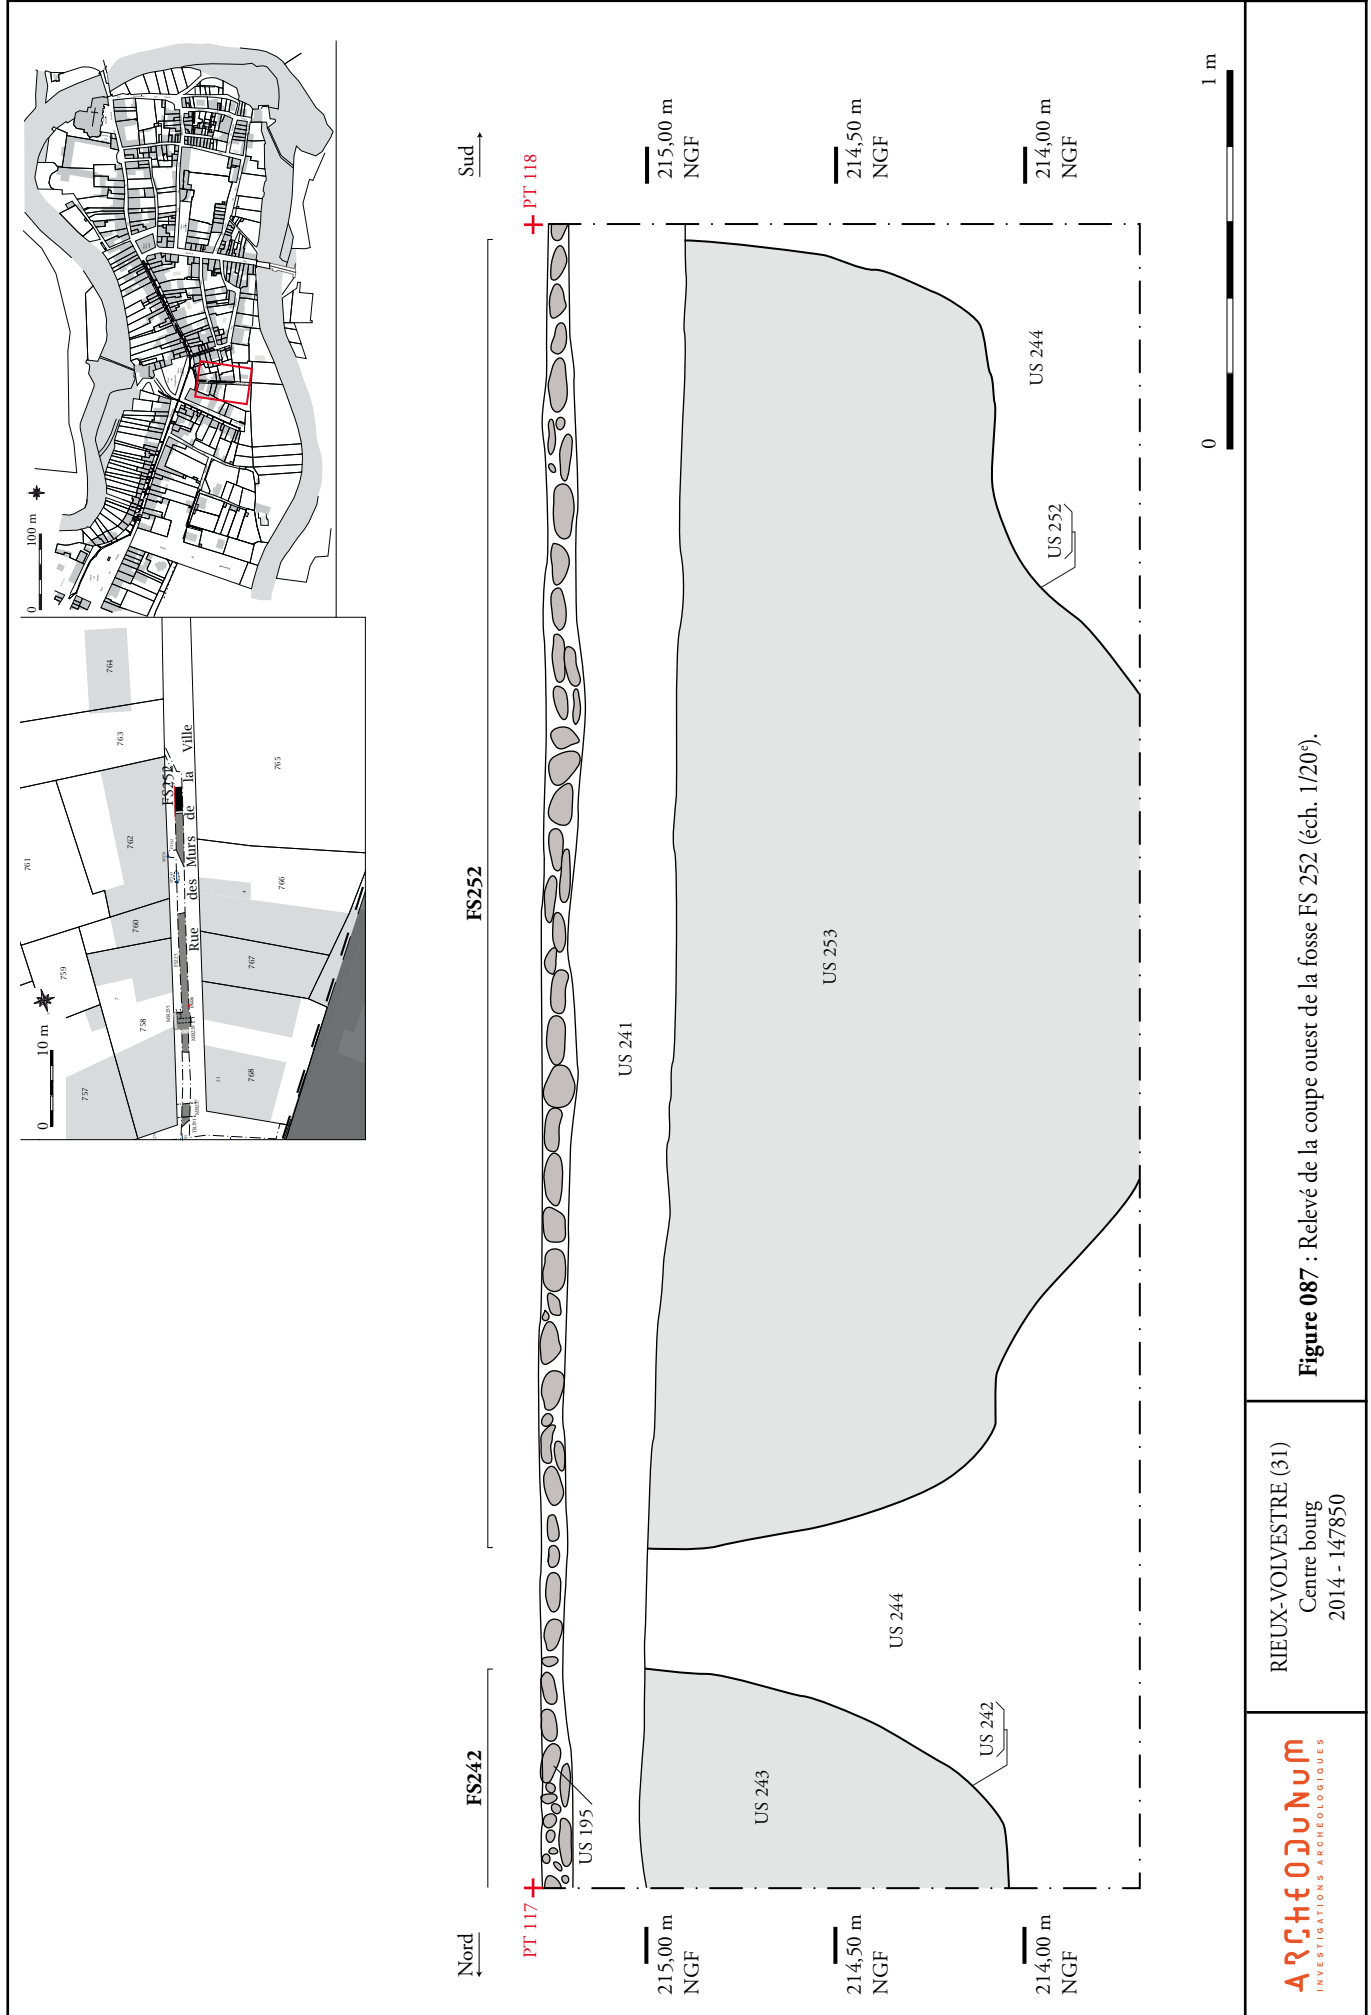 0 10 m
757
758
759
760
761
762
763
764
765
766
767
768
FS252
Rue des Murs de la Ville
0 100 m
Nord
Sud
FS242
FS252
PT 117
PT 118
215,00 m
NGF
214,50 m
NGF
214,00 m
NGF
215,00 m
NGF
214,50 m
NGF
214,00 m
NGF
US 195
US 241
US 243
US 253
US 244
US 244
US 242
US 252
0 1 m
ARCHEODUNUM
INVESTIGATIONS ARCHÉOLOGIQUES
RIEUX-VOLVESTRE (31)
Centre bourg
2014 - 147850
Figure 087 : Relevé de la coupe ouest de la fosse FS 252 (éch. 1/20e).